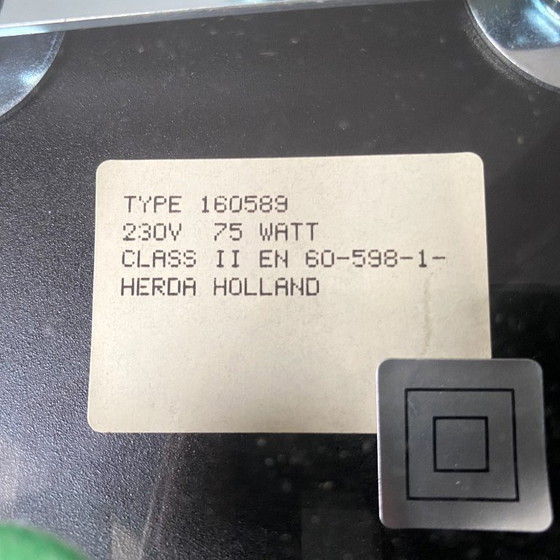 TYPE 160589
230V 75 WATT
CLASS II EN 60-598-1-
HERDA HOLLAND